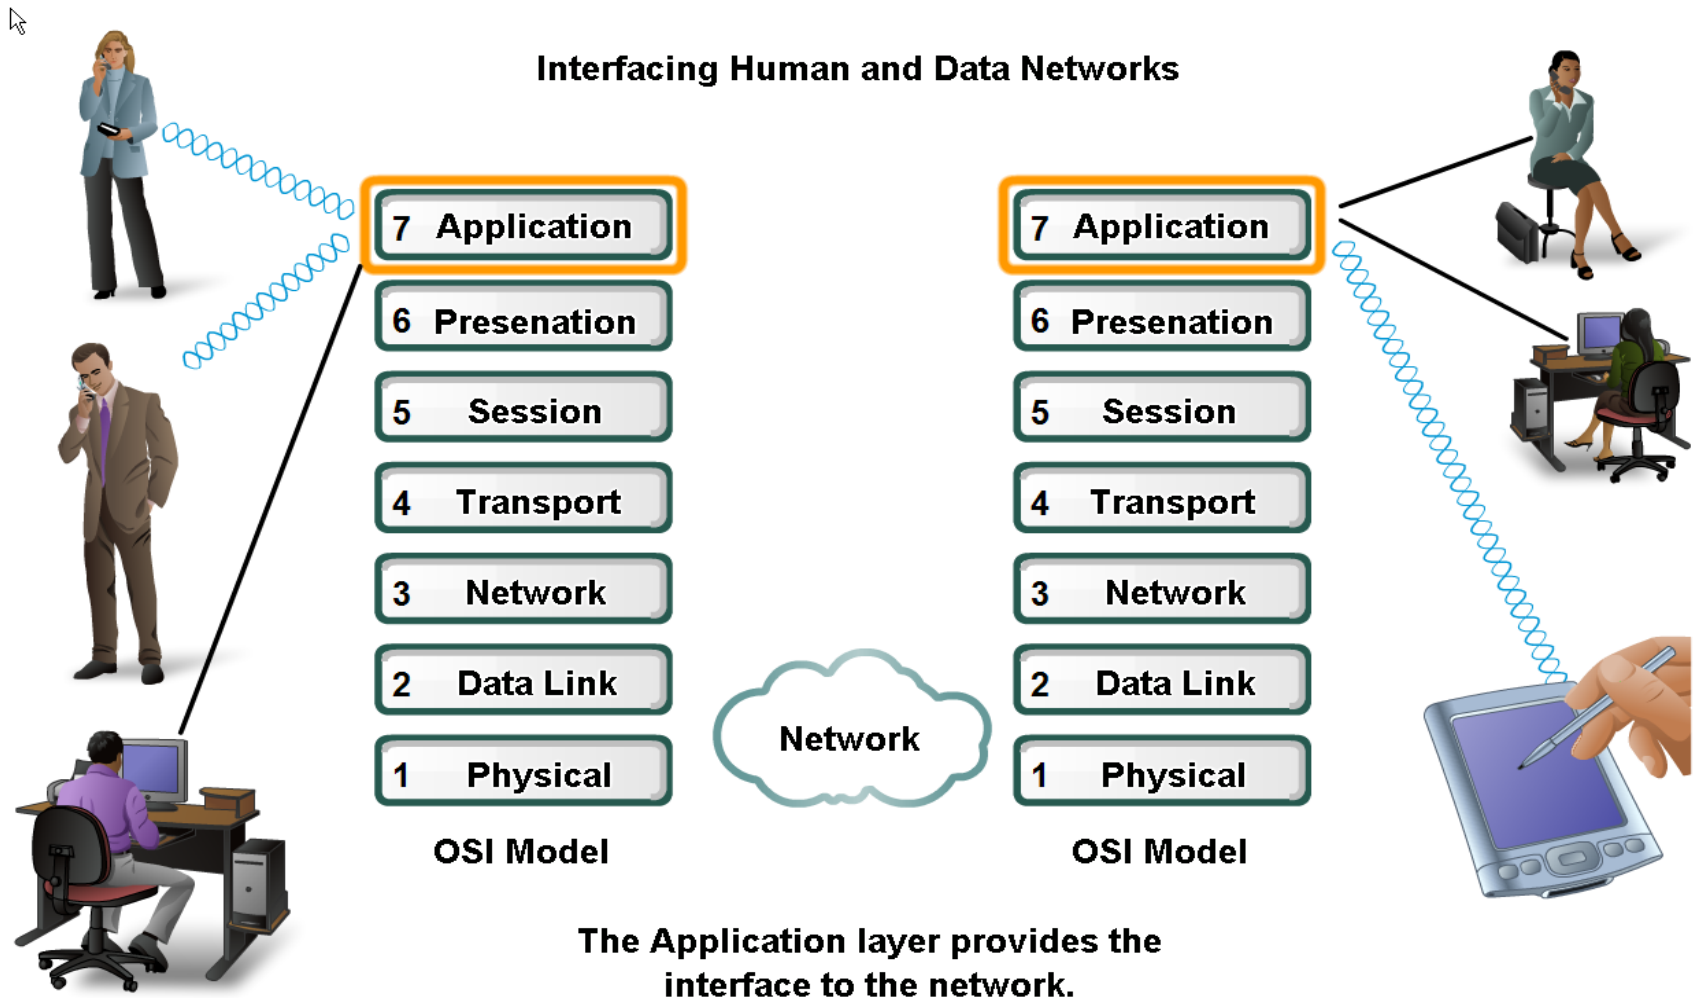 Interfacing Human and Data Networks
7 Application
6 Presenation
5 Session
4 Transport
3 Network
2 Data Link
1 Physical
OSI Model
Network
7 Application
6 Presenation
5 Session
4 Transport
3 Network
2 Data Link
1 Physical
OSI Model
The Application layer provides the
interface to the network.